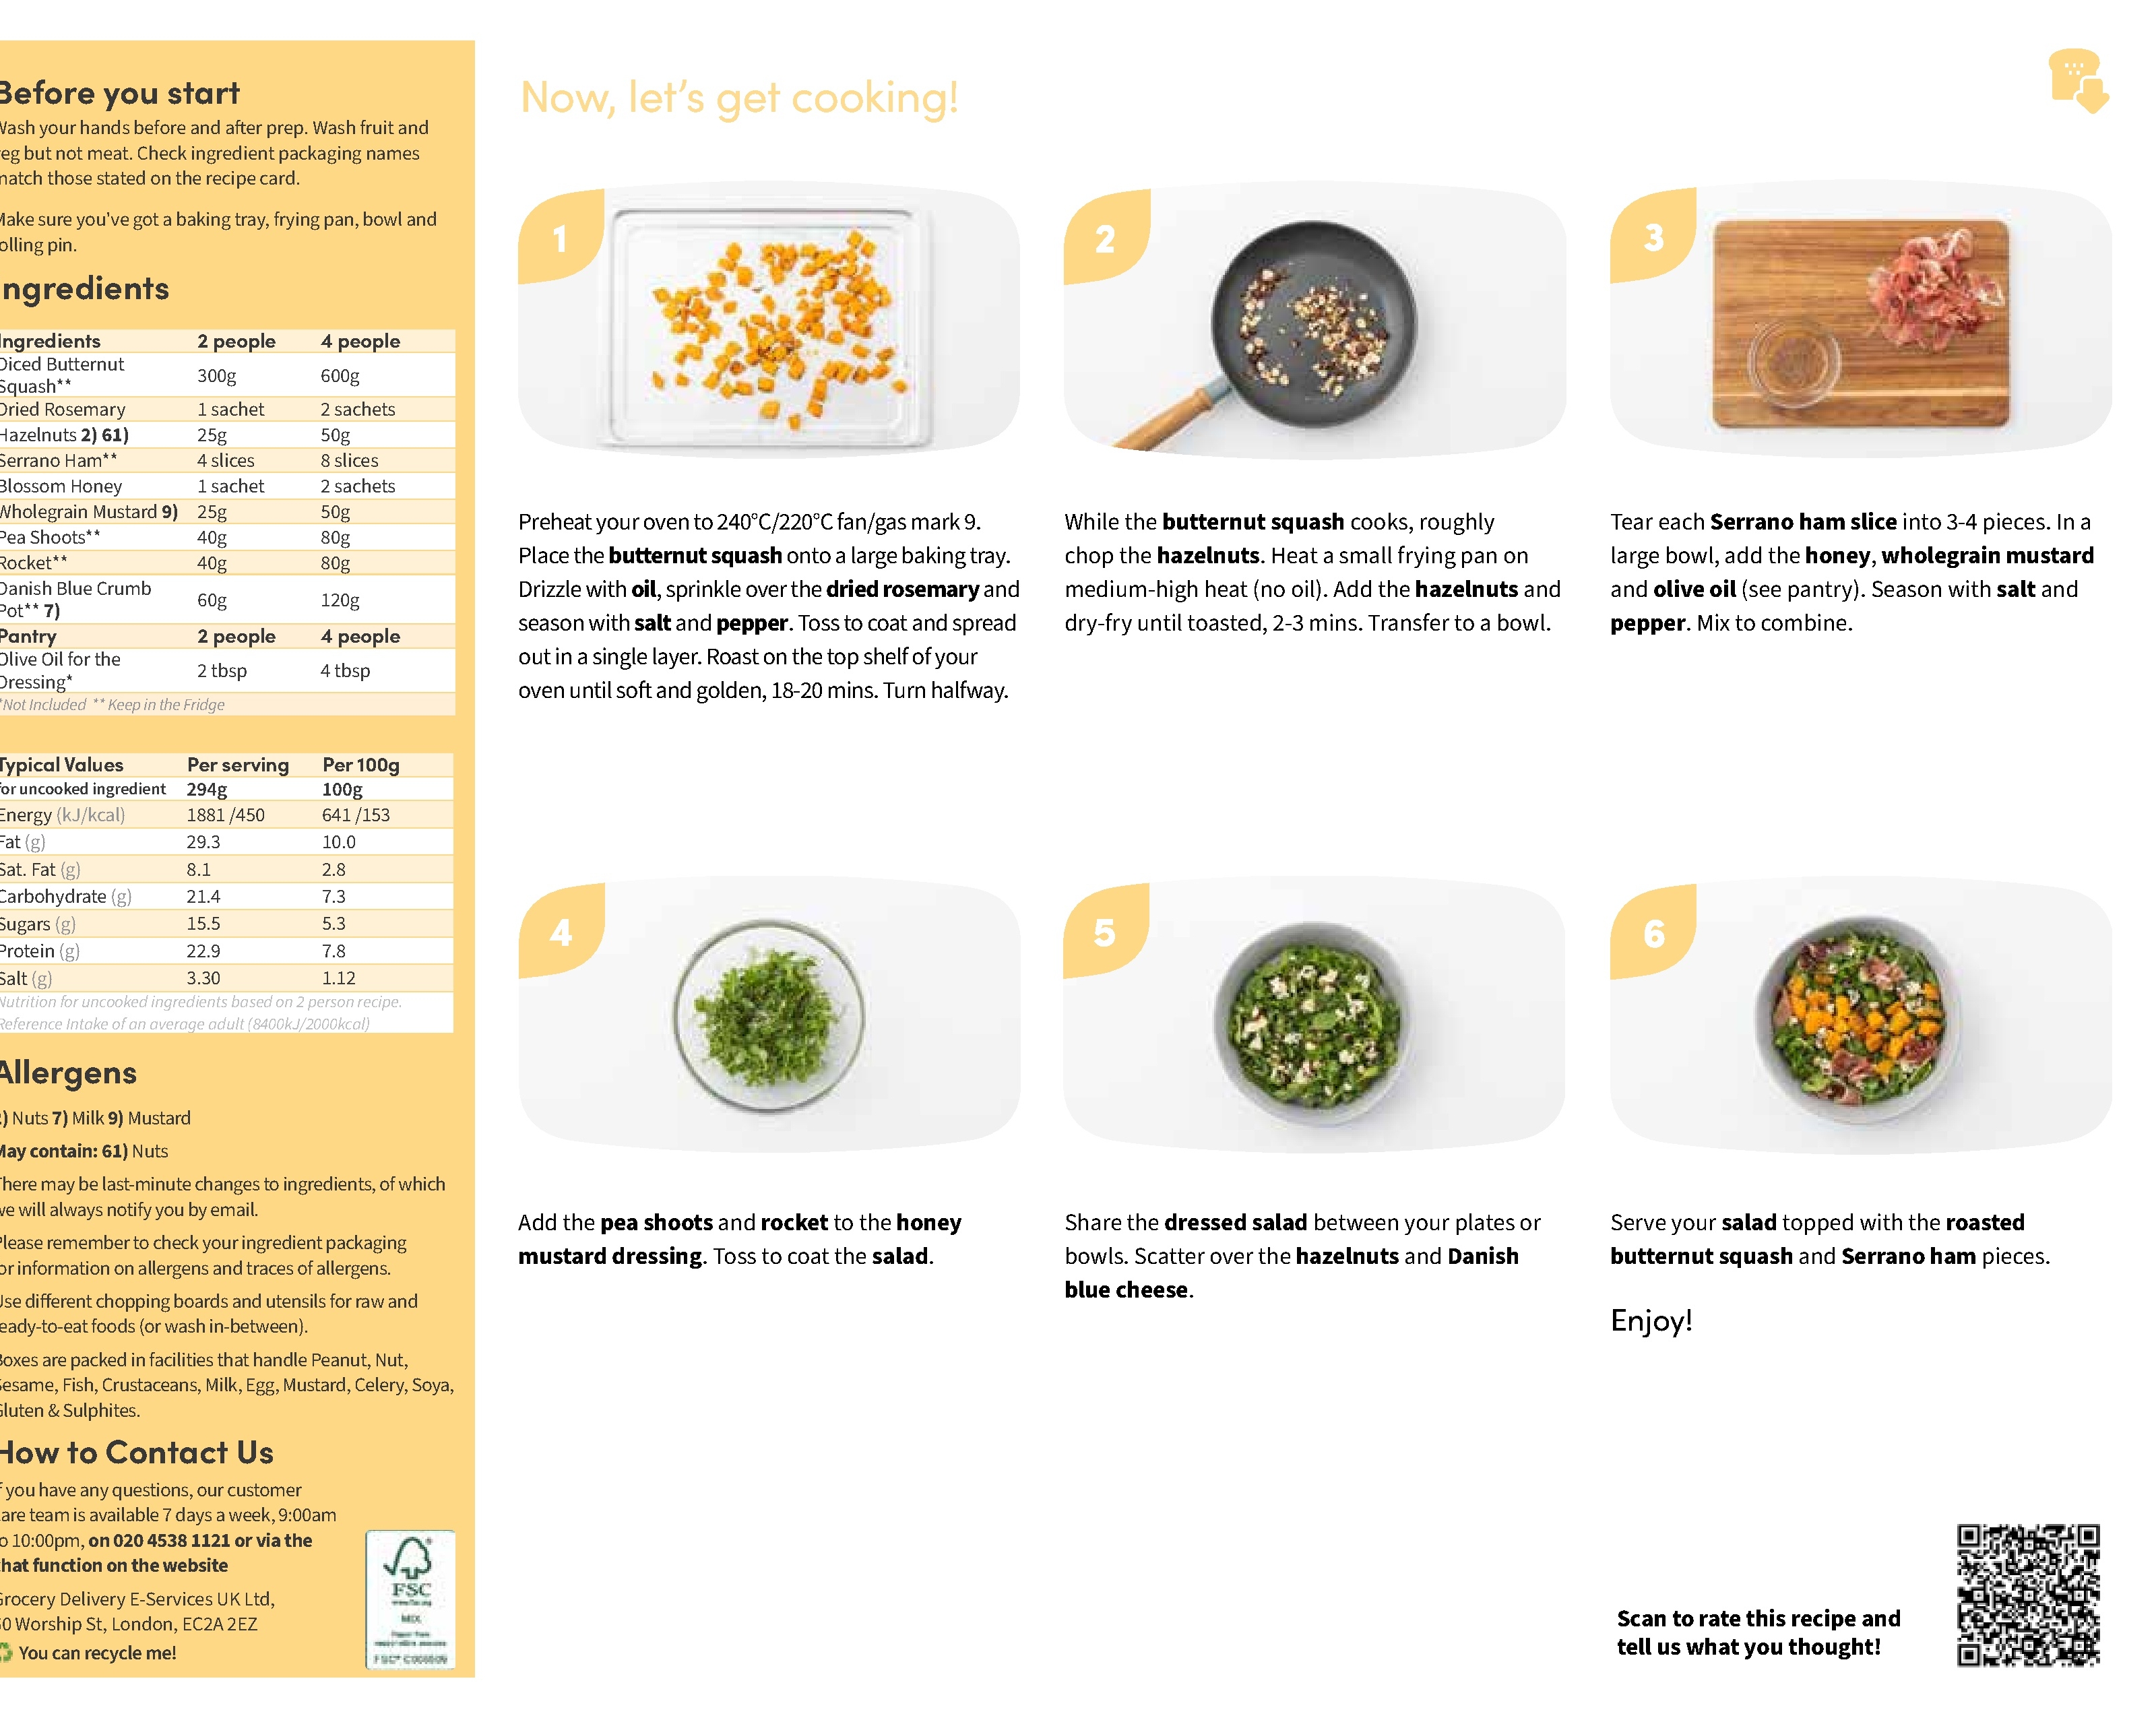 Before you start
Wash your hands before and after prep. Wash fruit and
veg but not meat. Check ingredient packaging names
match those stated on the recipe card.
Make sure you've got a baking tray, frying pan, bowl and
rolling pin.
Ingredients
Ingredients 2 people 4 people
Diced Butternut
Squash** 300g 600g
Dried Rosemary 1 sachet 2 sachets
Hazelnuts 2) 61) 25g 50g
Serrano Ham** 4 slices 8 slices
Blossom Honey 1 sachet 2 sachets
Wholegrain Mustard 9) 25g 50g
Pea Shoots** 40g 80g
Rocket** 40g 80g
Danish Blue Crumb
Pot** 7) 60g 120g
Pantry 2 people 4 people
Olive Oil for the
Dressing* 2 tbsp 4 tbsp
*Not Included ** Keep in the Fridge
Typical Values Per serving Per 100g
for uncooked ingredient 294g 100g
Energy (kJ/kcal) 1881 /450 641 /153
Fat (g) 29.3 10.0
Sat. Fat (g) 8.1 2.8
Carbohydrate (g) 21.4 7.3
Sugars (g) 15.5 5.3
Protein (g) 22.9 7.8
Salt (g) 3.30 1.12
Nutrition for uncooked ingredients based on 2 person recipe.
Reference Intake of an average adult (8400kJ/2000kcal)
Allergens
2) Nuts 7) Milk 9) Mustard
May contain: 61) Nuts
There may be last-minute changes to ingredients, of which
we will always notify you by email.
Please remember to check your ingredient packaging
for information on allergens and traces of allergens.
Use different chopping boards and utensils for raw and
ready-to-eat foods (or wash in-between).
Boxes are packed in facilities that handle Peanut, Nut,
Sesame, Fish, Crustaceans, Milk, Egg, Mustard, Celery, Soya,
Gluten & Sulphites.
How to Contact Us
If you have any questions, our customer
care team is available 7 days a week, 9:00am
to 10:00pm, on 020 4538 1121 or via the
chat function on the website
Grocery Delivery E-Services UK Ltd,
60 Worship St, London, EC2A 2EZ
You can recycle me!
FSC
www.fsc.org
MIX
Now, let's get cooking!
1
Preheat your oven to 240°C/220°C fan/gas mark 9.
Place the butternut squash onto a large baking tray.
Drizzle with oil, sprinkle over the dried rosemary and
season with salt and pepper. Toss to coat and spread
out in a single layer. Roast on the top shelf of your
oven until soft and golden, 18-20 mins. Turn halfway.
2
While the butternut squash cooks, roughly
chop the hazelnuts. Heat a small frying pan on
medium-high heat (no oil). Add the hazelnuts and
dry-fry until toasted, 2-3 mins. Transfer to a bowl.
3
Tear each Serrano ham slice into 3-4 pieces. In a
large bowl, add the honey, wholegrain mustard
and olive oil (see pantry). Season with salt and
pepper. Mix to combine.
4
Add the pea shoots and rocket to the honey
mustard dressing. Toss to coat the salad.
5
Share the dressed salad between your plates or
bowls. Scatter over the hazelnuts and Danish
blue cheese.
6
Serve your salad topped with the roasted
butternut squash and Serrano ham pieces.
Enjoy!
Scan to rate this recipe and
tell us what you thought!